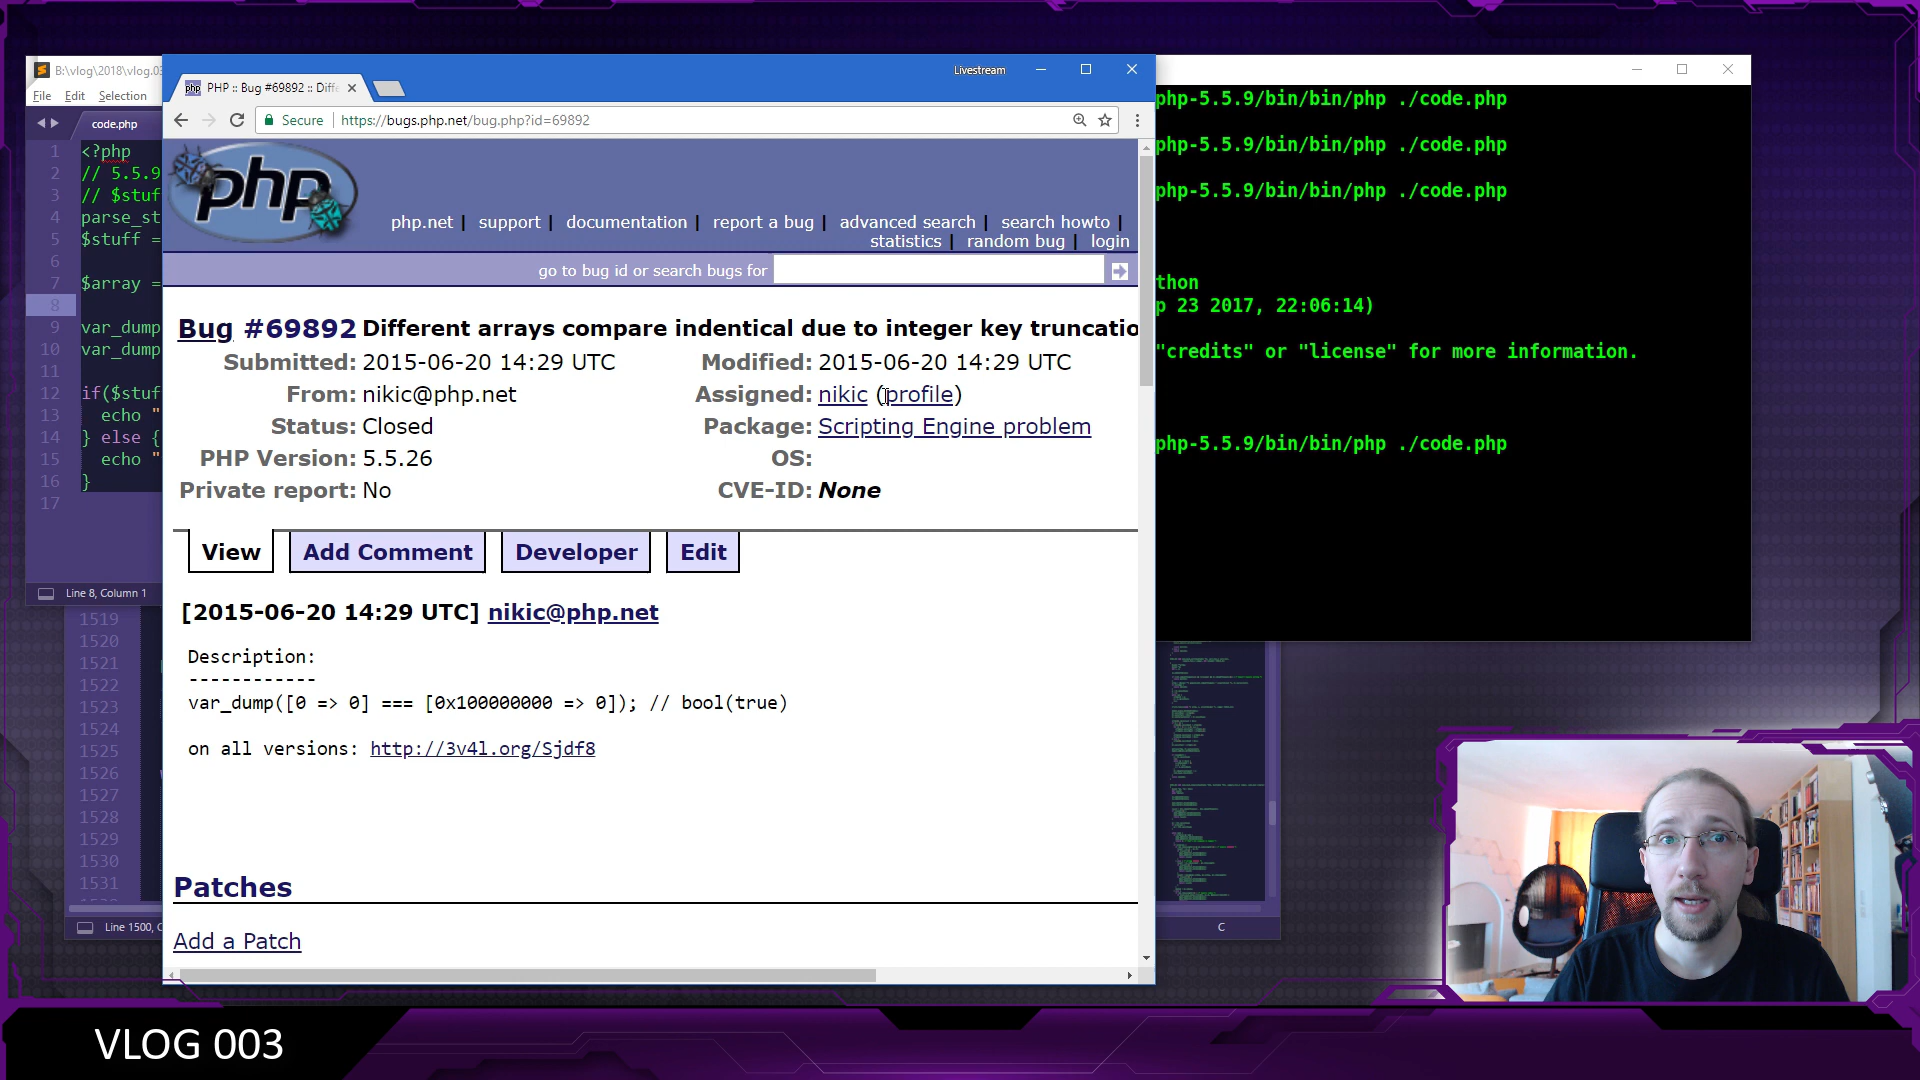 B:\vlog\2018\vlog.03
File Edit Selection
code.php
1 <?php
2 // 5.5.9
3 // $stuf
4 parse_st
5 $stuff =
6
7 $array =
8
9 var_dump
10 var_dump
11
12 if($stuf
13 echo "
14 } else {
15 echo "
16 }
17
Line 8, Column 1
1519
1520
1521
1522
1523
1524
1525
1526
1527
1528
1529
1530
1531
Line 1500, C
C
Livestream
php PHP :: Bug #69892 :: Diffe
Secure https://bugs.php.net/bug.php?id=69892
php
php.net | support | documentation | report a bug | advanced search | search howto |
statistics | random bug | login
go to bug id or search bugs for
Bug #69892 Different arrays compare indentical due to integer key truncatio
Submitted: 2015-06-20 14:29 UTC Modified: 2015-06-20 14:29 UTC
From: nikic@php.net Assigned: nikic (profile)
Status: Closed Package: Scripting Engine problem
PHP Version: 5.5.26 OS:
Private report: No CVE-ID: None
View Add Comment Developer Edit
[2015-06-20 14:29 UTC] nikic@php.net
Description:
------------
var_dump([0 => 0] === [0x100000000 => 0]); // bool(true)
on all versions: http://3v4l.org/Sjdf8
Patches
Add a Patch
php-5.5.9/bin/bin/php ./code.php
php-5.5.9/bin/bin/php ./code.php
php-5.5.9/bin/bin/php ./code.php
thon
p 23 2017, 22:06:14)
"credits" or "license" for more information.
php-5.5.9/bin/bin/php ./code.php
VLOG 003